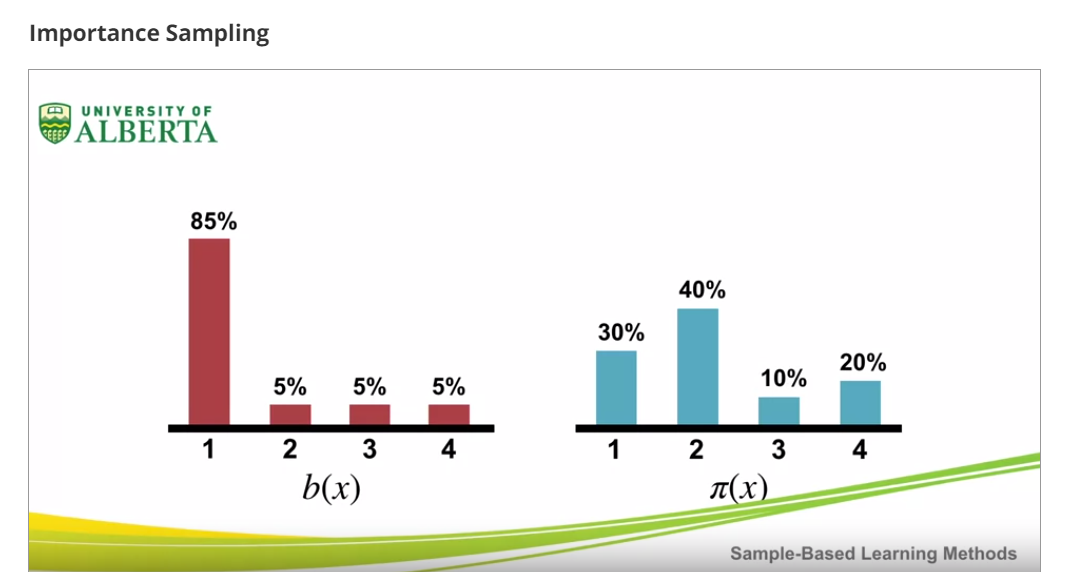 Importance Sampling
UNIVERSITY OF
ALBERTA
85%
5% 5% 5%
1 2 3 4
b(x)
30%
40%
10%
20%
1 2 3 4
π(x)
Sample-Based Learning Methods